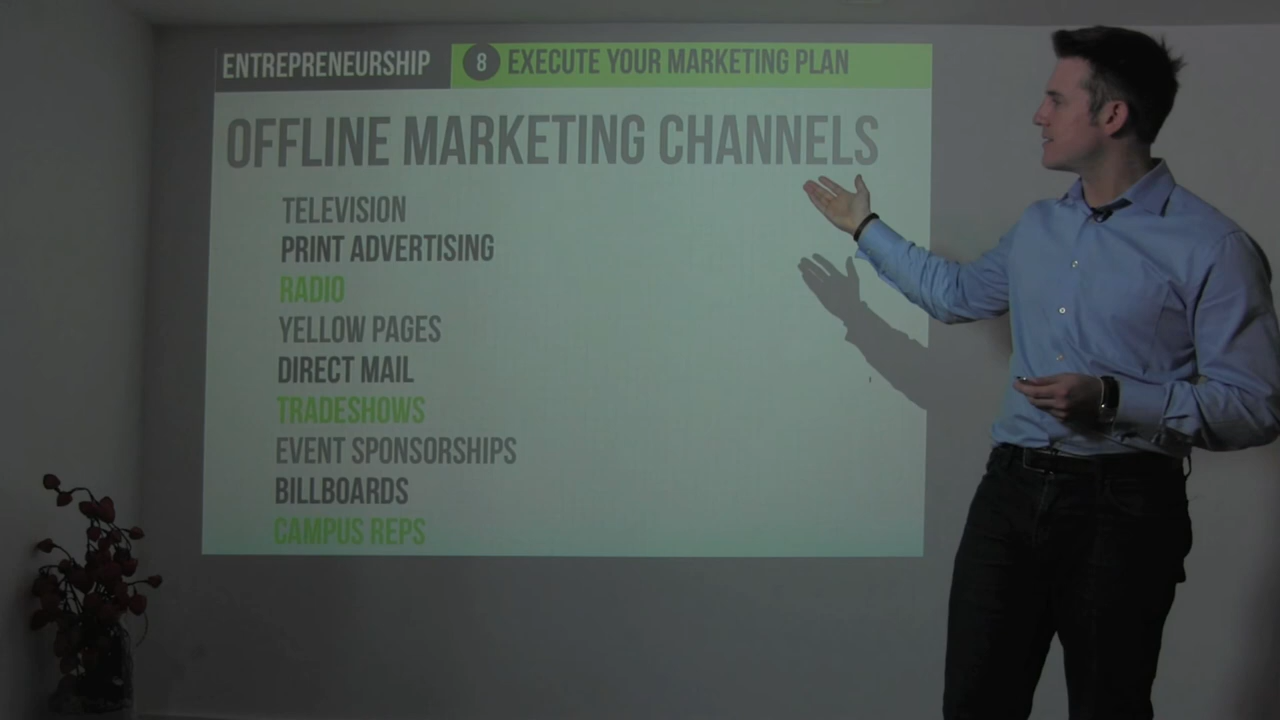 ENTREPRENEURSHIP
8 EXECUTE YOUR MARKETING PLAN
OFFLINE MARKETING CHANNELS
TELEVISION
PRINT ADVERTISING
RADIO
YELLOW PAGES
DIRECT MAIL
TRADESHOWS
EVENT SPONSORSHIPS
BILLBOARDS
CAMPUS REPS